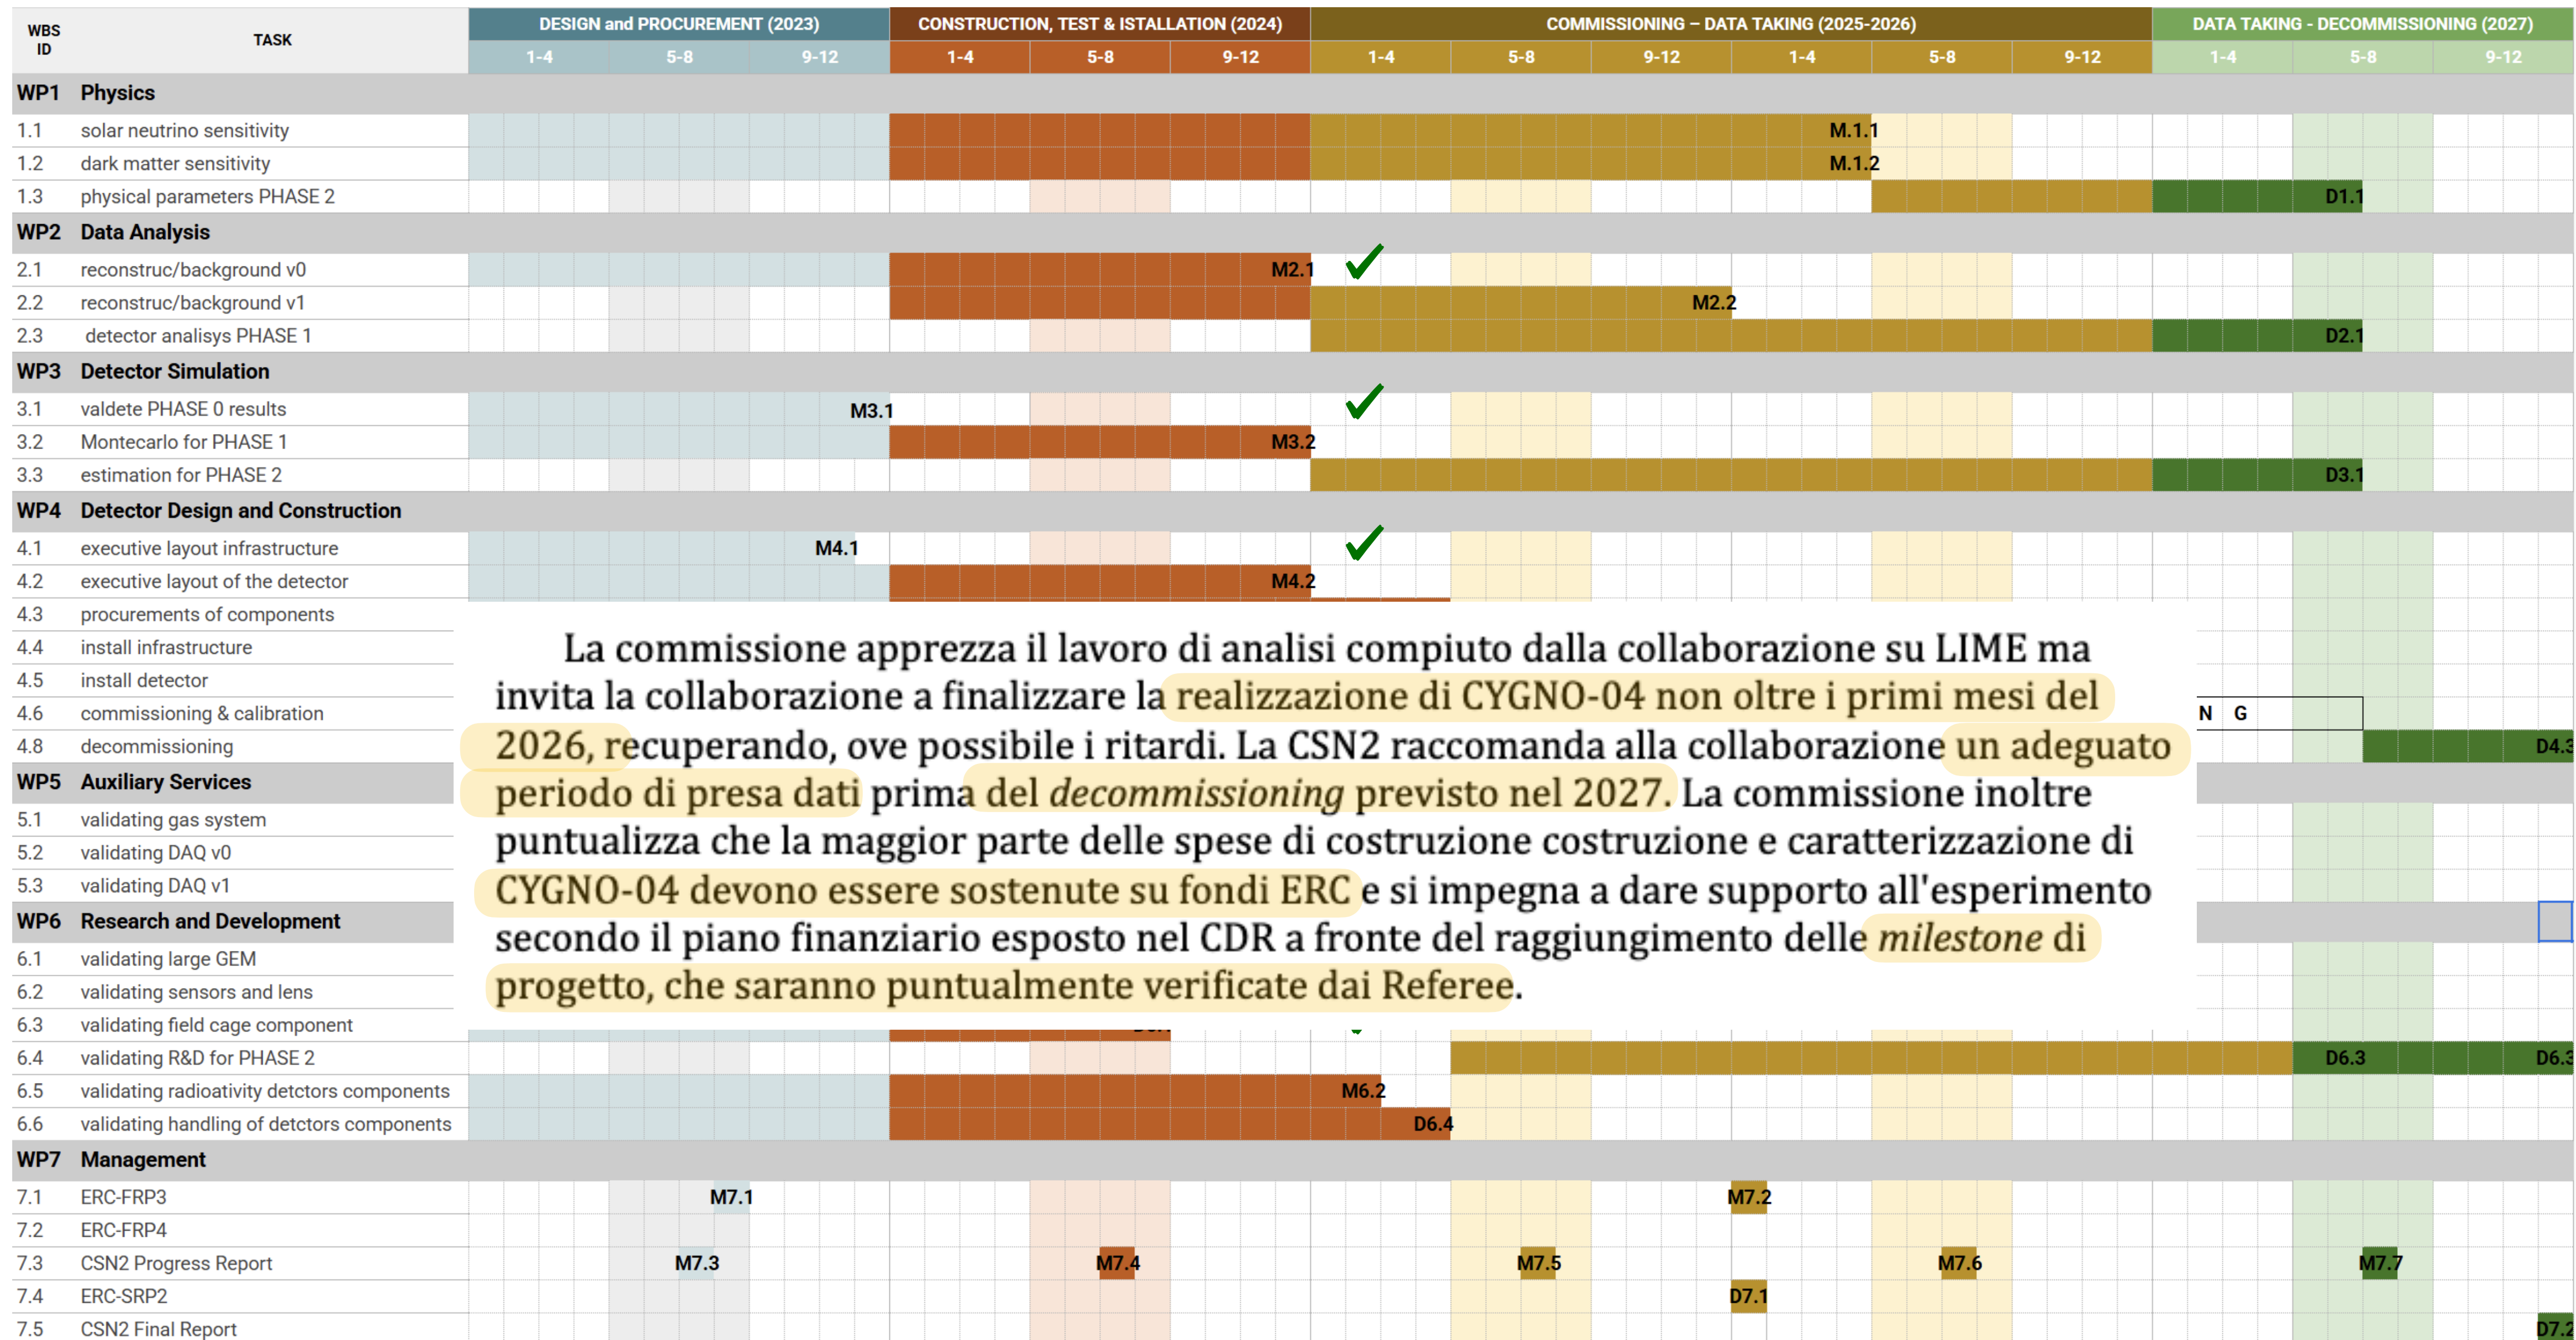 WBS ID TASK DESIGN and PROCUREMENT (2023) CONSTRUCTION, TEST & ISTALLATION (2024) COMMISSIONING – DATA TAKING (2025-2026) DATA TAKING - DECOMMISSIONING (2027)
1-4 5-8 9-12 1-4 5-8 9-12 1-4 5-8 9-12 1-4 5-8 9-12 1-4 5-8 9-12
WP1 Physics
1.1 solar neutrino sensitivity M.1.1
1.2 dark matter sensitivity M.1.2
1.3 physical parameters PHASE 2 D1.1
WP2 Data Analysis
2.1 reconstruc/background v0 M2.1
2.2 reconstruc/background v1 M2.2
2.3 detector analisys PHASE 1 D2.1
WP3 Detector Simulation
3.1 valdete PHASE 0 results M3.1
3.2 Montecarlo for PHASE 1 M3.2
3.3 estimation for PHASE 2 D3.1
WP4 Detector Design and Construction
4.1 executive layout infrastructure M4.1
4.2 executive layout of the detector M4.2
4.3 procurements of components
4.4 install infrastructure
4.5 install detector
4.6 commissioning & calibration N G
4.8 decommissioning D4.3
WP5 Auxiliary Services
5.1 validating gas system
5.2 validating DAQ v0
5.3 validating DAQ v1
WP6 Research and Development
6.1 validating large GEM
6.2 validating sensors and lens
6.3 validating field cage component
La commissione apprezza il lavoro di analisi compiuto dalla collaborazione su LIME ma
invita la collaborazione a finalizzare la realizzazione di CYGNO-04 non oltre i primi mesi del
2026, recuperando, ove possibile i ritardi. La CSN2 raccomanda alla collaborazione un adeguato
periodo di presa dati prima del decommissioning previsto nel 2027. La commissione inoltre
puntualizza che la maggior parte delle spese di costruzione costruzione e caratterizzazione di
CYGNO-04 devono essere sostenute su fondi ERC e si impegna a dare supporto all'esperimento
secondo il piano finanziario esposto nel CDR a fronte del raggiungimento delle milestone di
progetto, che saranno puntualmente verificate dai Referee.
6.4 validating R&D for PHASE 2 D6.3 D6.3
6.5 validating radioativity detctors components M6.2
6.6 validating handling of detctors components D6.4
WP7 Management
7.1 ERC-FRP3 M7.1 M7.2
7.2 ERC-FRP4
7.3 CSN2 Progress Report M7.3 M7.4 M7.5 M7.6 M7.7
7.4 ERC-SRP2 D7.1
7.5 CSN2 Final Report D7.2